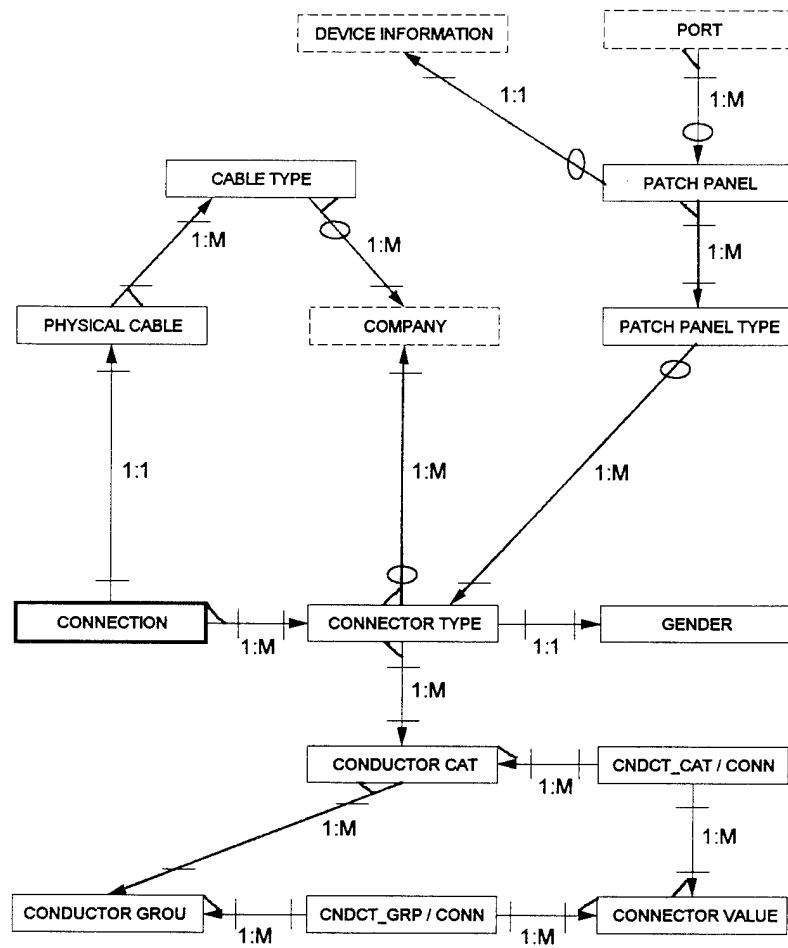 DEVICE INFORMATION
PORT
1:1
1:M
CABLE TYPE
PATCH PANEL
1:M
1:M
1:M
PHYSICAL CABLE
COMPANY
PATCH PANEL TYPE
1:1
1:M
1:M
CONNECTION
CONNECTOR TYPE
GENDER
1:M
1:1
1:M
CONDUCTOR CAT
CNDCT_CAT / CONN
1:M
1:M
1:M
CONDUCTOR GROU
CNDCT_GRP / CONN
CONNECTOR VALUE
1:M
1:M